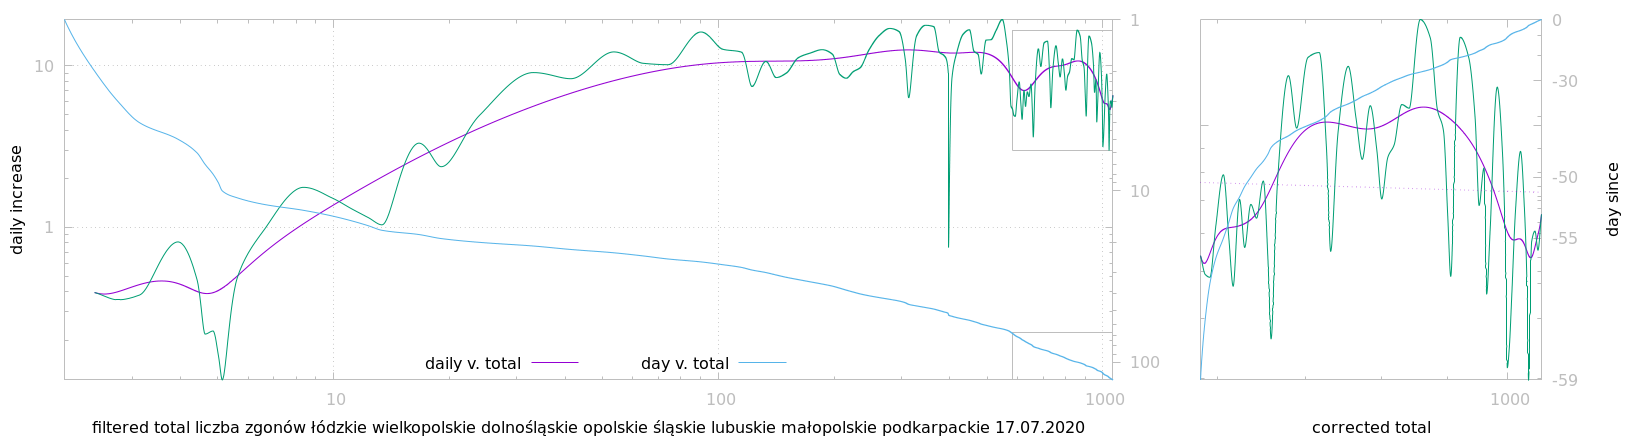 daily increase
10
1
daily v. total
day v. total
10
100
1000
1
10
100
filtered total liczba zgonów łódzkie wielkopolskie dolnośląskie opolskie śląskie lubuskie małopolskie podkarpackie 17.07.2020
0
-30
-50
-55
-59
day since
1000
corrected total